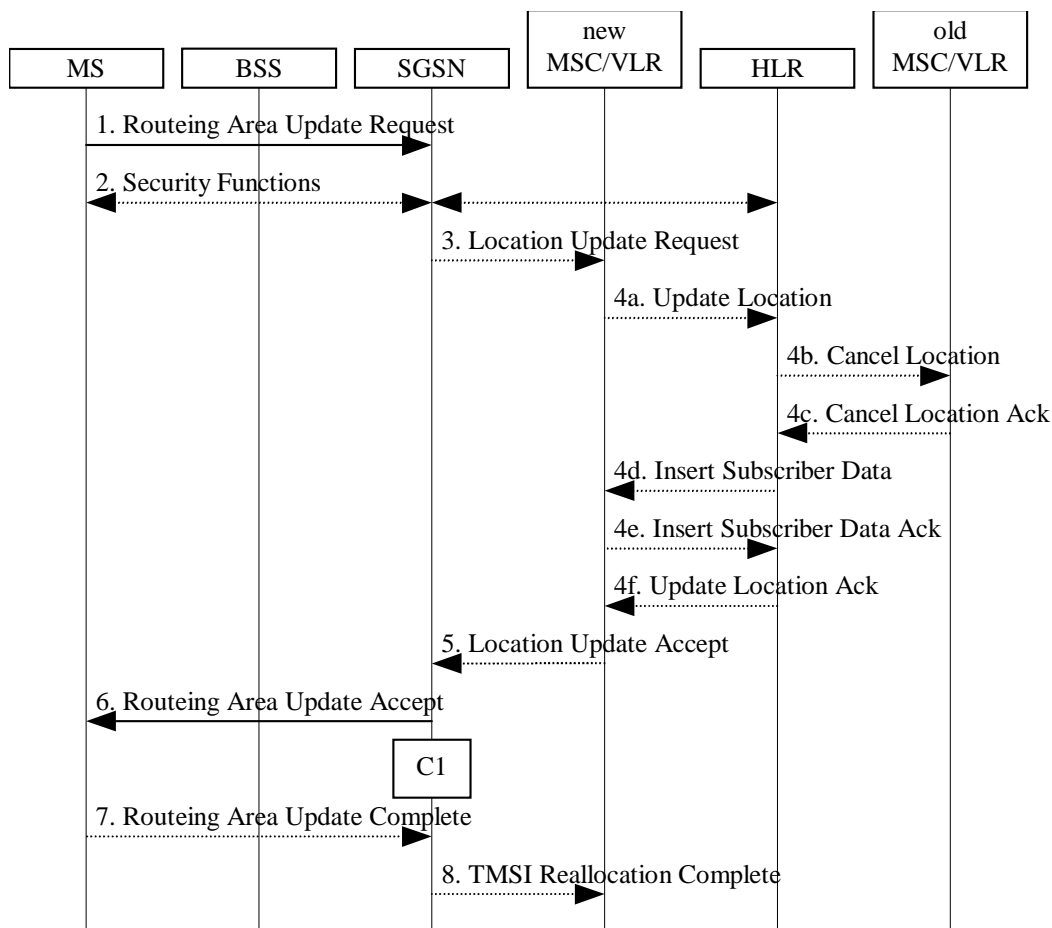 new
MSC/VLR
old
MSC/VLR
MS
BSS
SGSN
HLR
1. Routeing Area Update Request
2. Security Functions
3. Location Update Request
4a. Update Location
4b. Cancel Location
4c. Cancel Location Ack
4d. Insert Subscriber Data
4e. Insert Subscriber Data Ack
4f. Update Location Ack
5. Location Update Accept
6. Routeing Area Update Accept
C1
7. Routeing Area Update Complete
8. TMSI Reallocation Complete